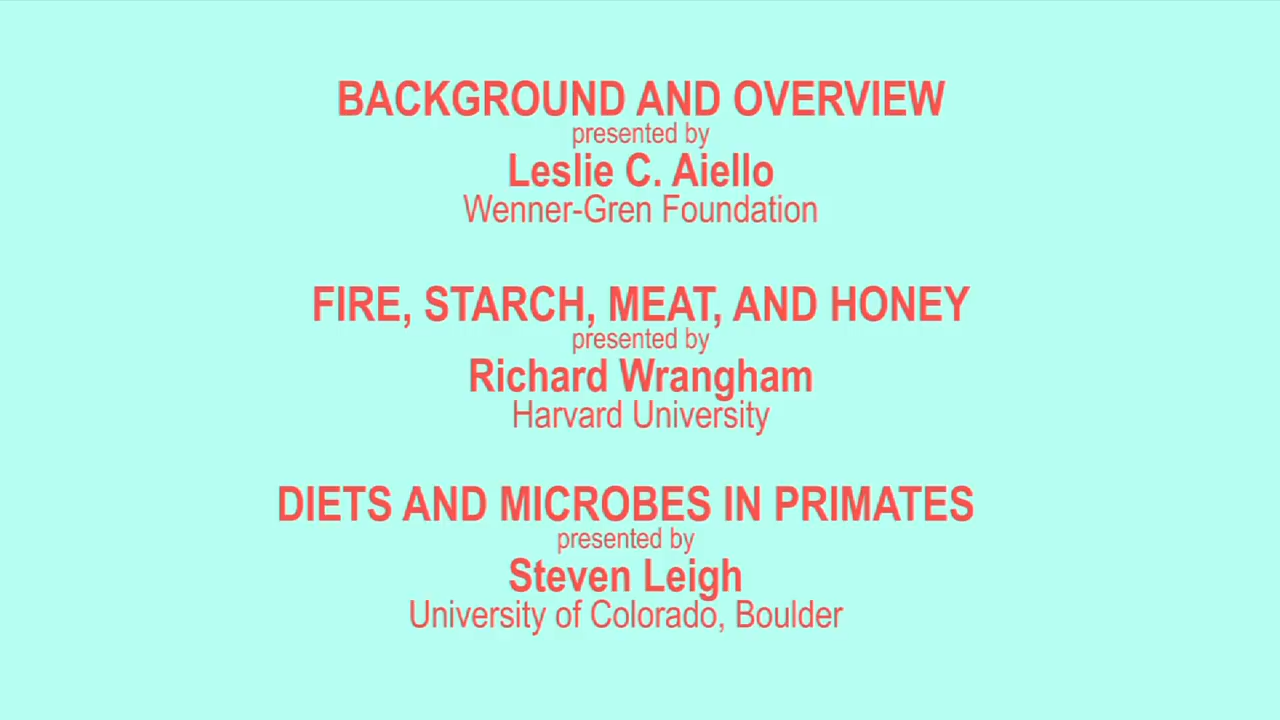 BACKGROUND AND OVERVIEW
presented by
Leslie C. Aiello
Wenner-Gren Foundation
FIRE, STARCH, MEAT, AND HONEY
presented by
Richard Wrangham
Harvard University
DIETS AND MICROBES IN PRIMATES
presented by
Steven Leigh
University of Colorado, Boulder